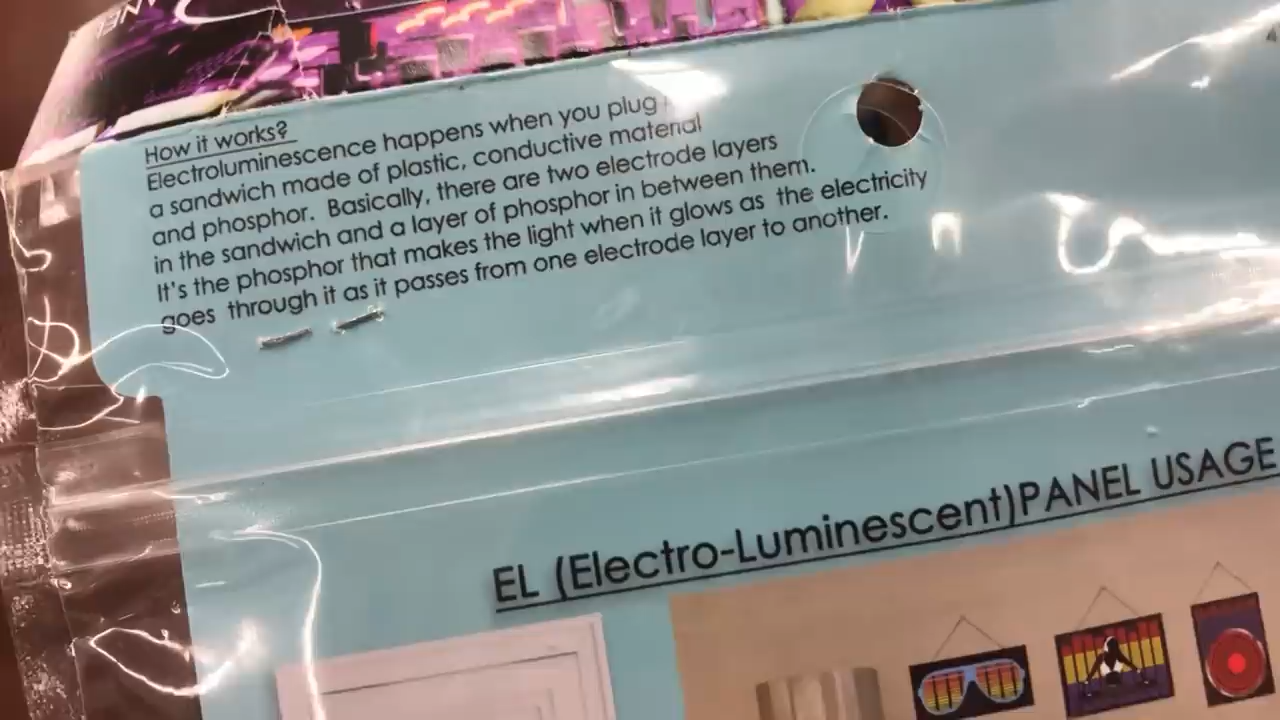 How it works?
Electroluminescence happens when you plug
a sandwich made of plastic, conductive material
and phosphor. Basically, there are two electrode layers
in the sandwich and a layer of phosphor in between them.
It's the phosphor that makes the light when it glows as the electricity
goes through it as it passes from one electrode layer to another.
EL (Electro-Luminescent)PANEL USAGE